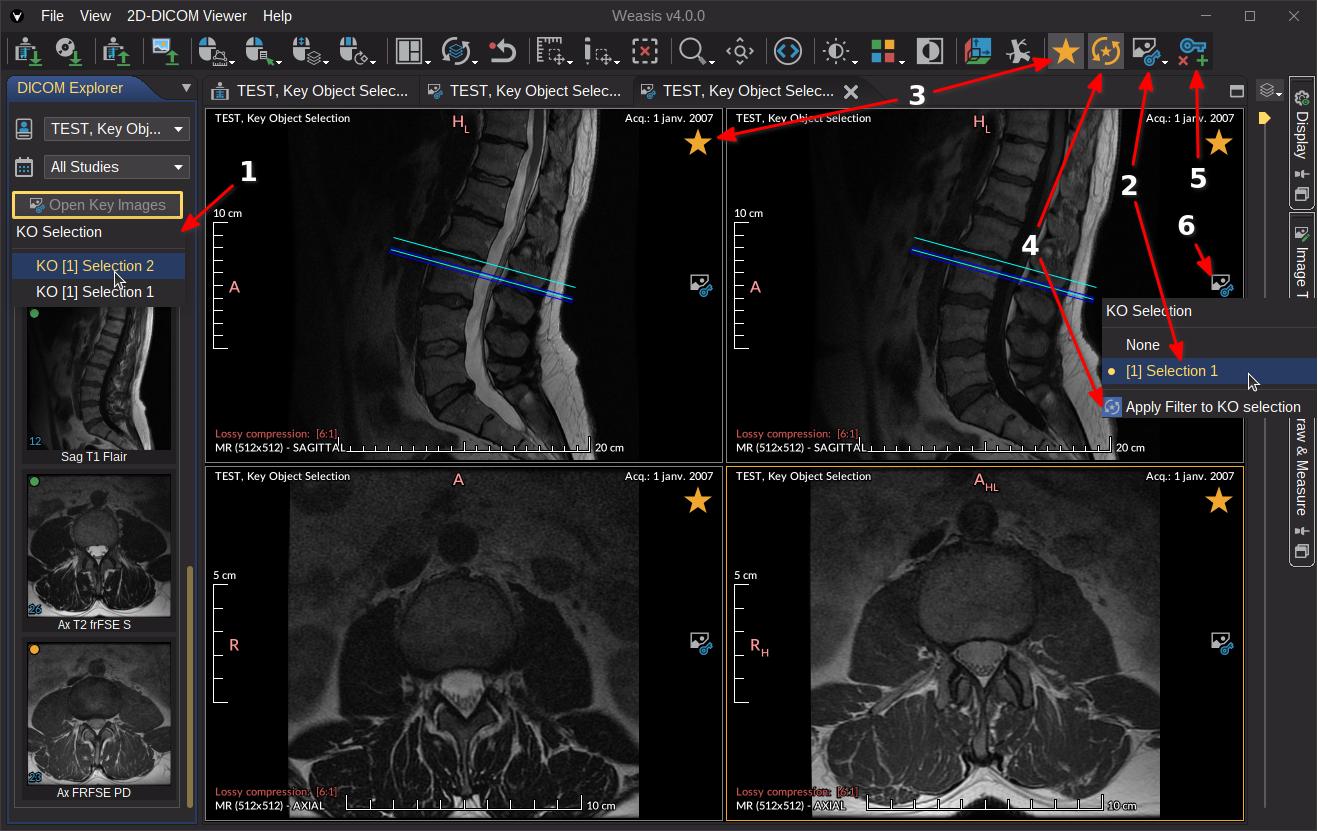 File View 2D-DICOM Viewer Help Weasis v4.0.0
DICOM Explorer
TEST, Key Obj...
All Studies
Open Key Images
KO Selection
KO [1] Selection 2
KO [1] Selection 1
12
Sag T1 Flair
26
Ax T2 frFSE S
23
Ax FRFSE PD
TEST, Key Object Selec... TEST, Key Object Selec... TEST, Key Object Selec...
1
3
2
5
4
6
TEST, Key Object Selection
HL
Acq.: 1 janv. 2007
10 cm
A
Lossy compression: [6:1]
MR (512x512) - SAGITTAL
20 cm
TEST, Key Object Selection
HL
Acq.: 1 janv. 2007
10 cm
A
Lossy compression: [6:1]
MR (512x512) - SAGITTAL
20 cm
KO Selection
None
[1] Selection 1
Apply Filter to KO selection
TEST, Key Object Selection
A
Acq.: 1 janv. 2007
5 cm
R
Lossy compression: [6:1]
MR (512x512) - AXIAL
10 cm
TEST, Key Object Selection
AHL
Acq.: 1 janv. 2007
5 cm
RH
Lossy compression: [6:1]
MR (512x512) - AXIAL
10 cm
Display
Image T
raw & Measure